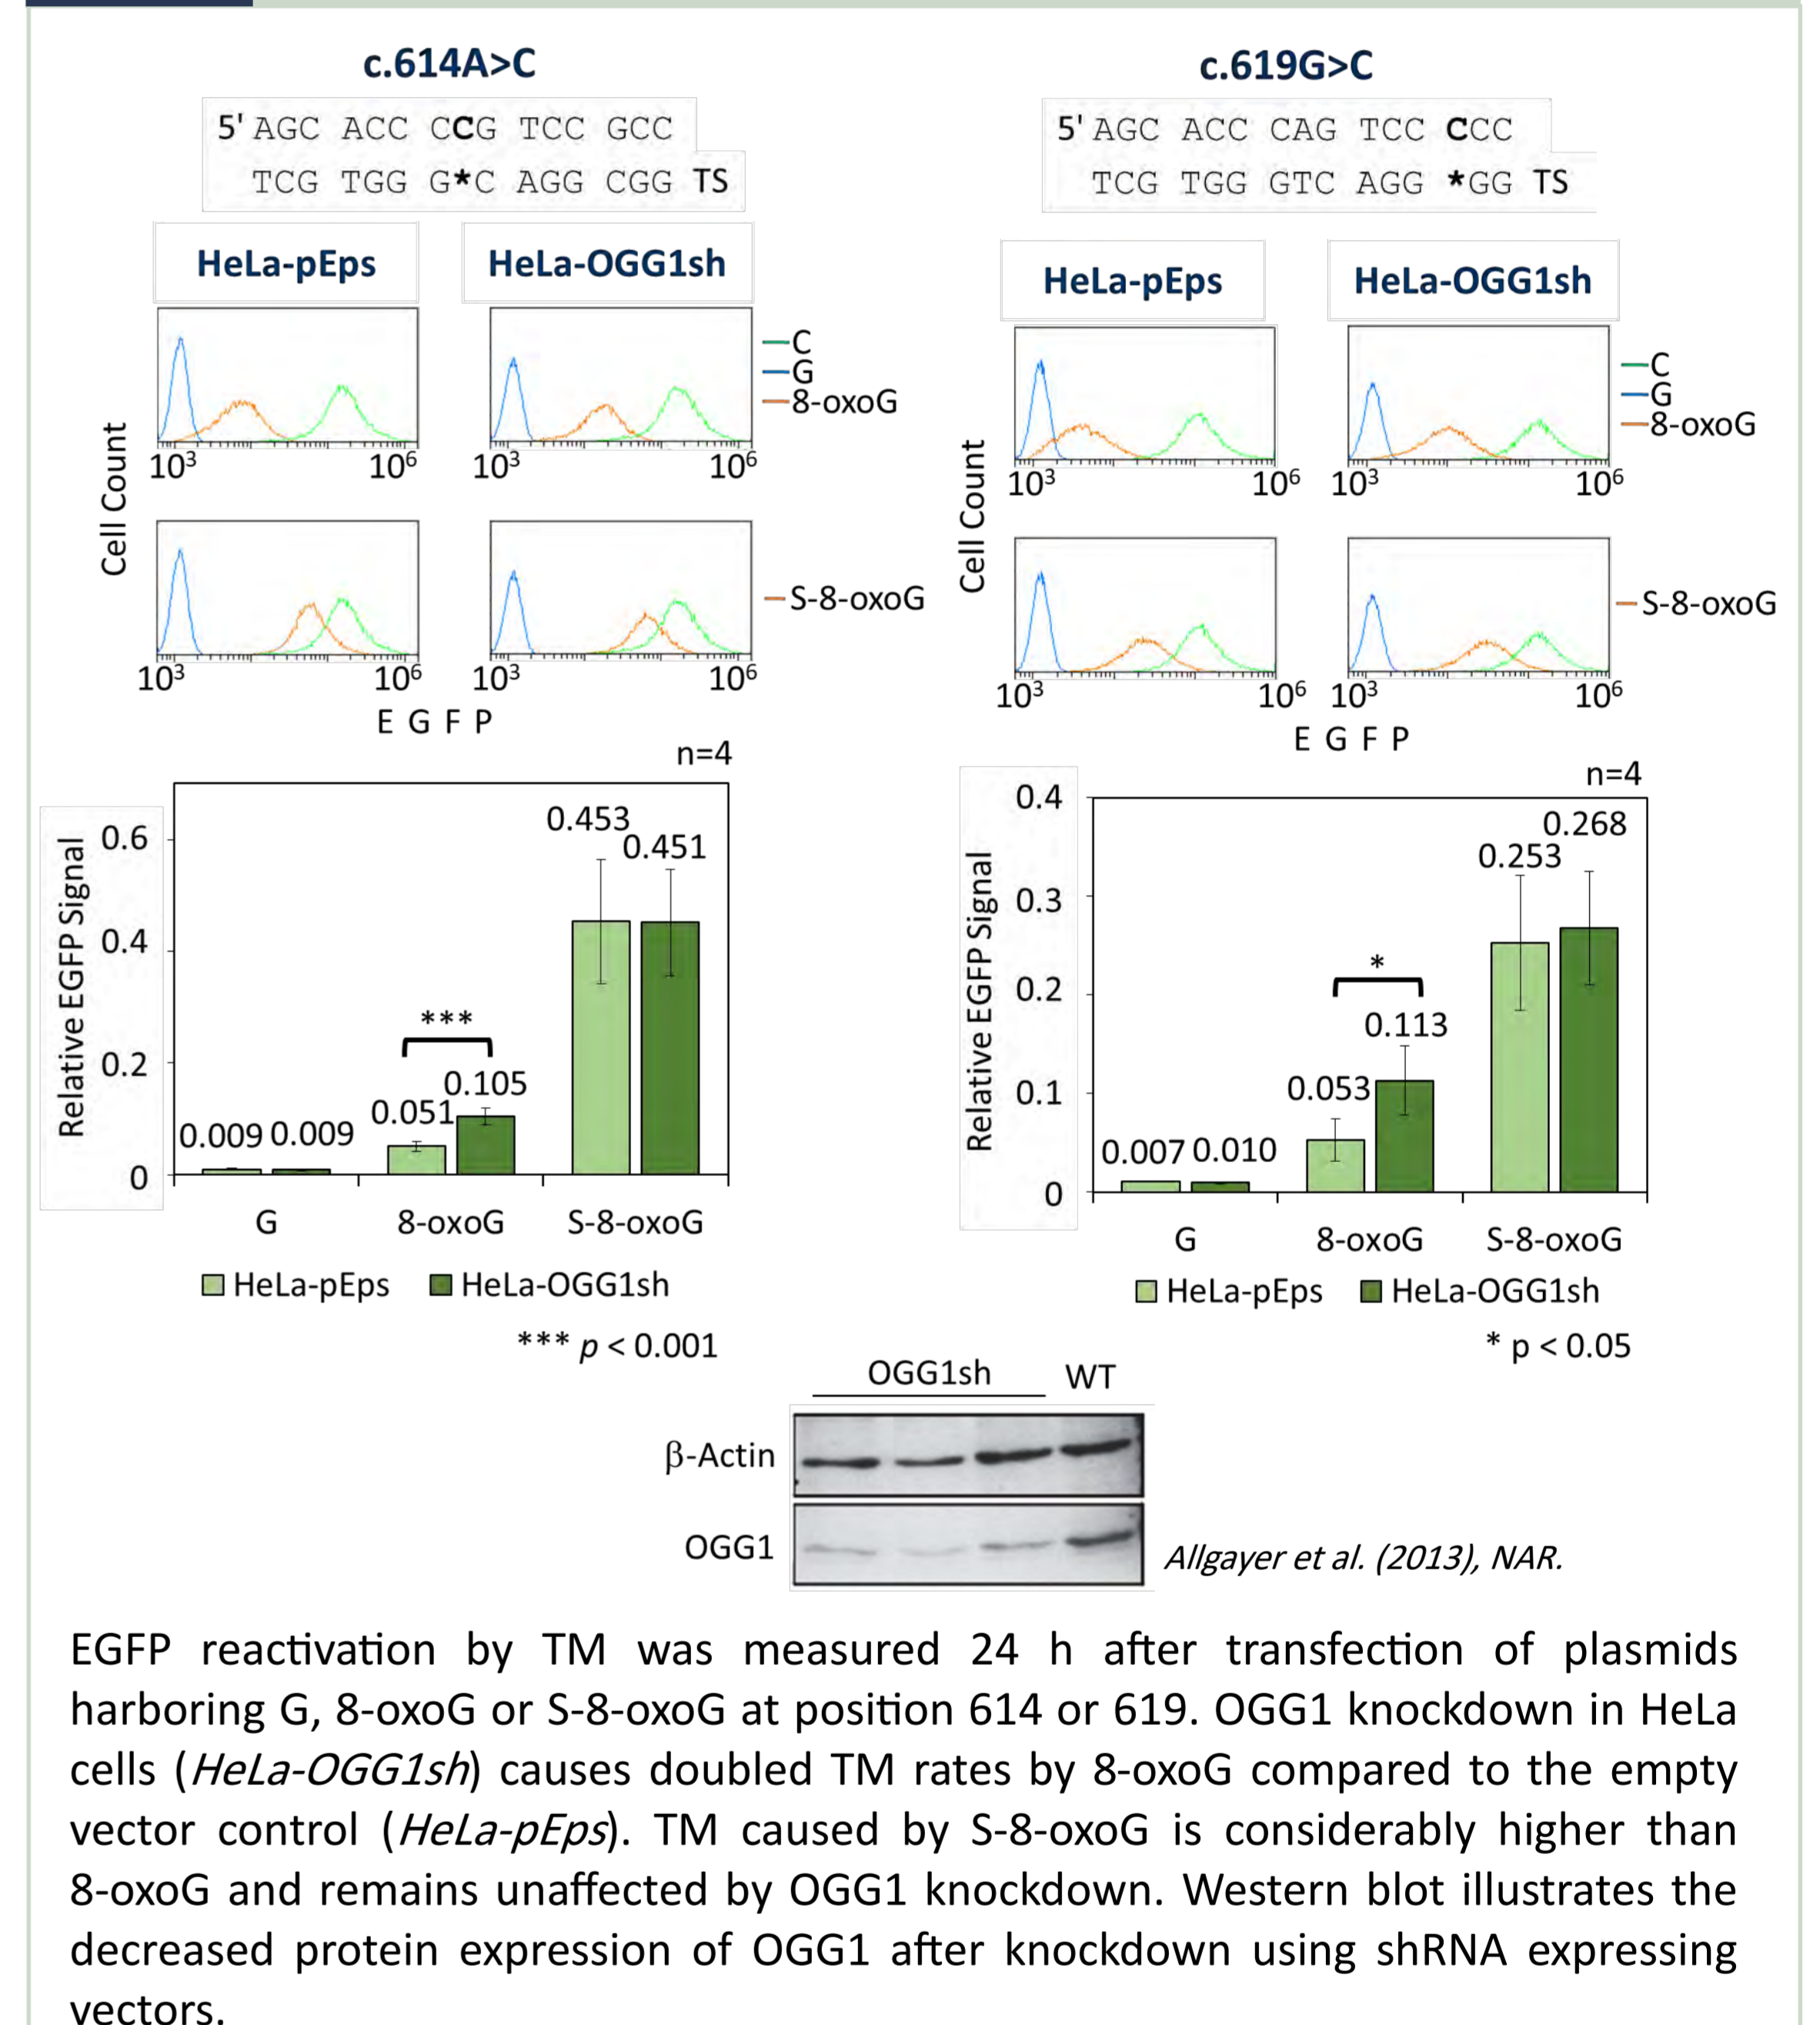 c.614A>C
5' AGC ACC CCG TCC GCC
TCG TGG G*C AGG CGG TS
HeLa-pEps
HeLa-OGG1sh
C
G
8-oxoG
10³ 10⁶ 10³ 10⁶
Cell Count
S-8-oxoG
10³ 10⁶ 10³ 10⁶
E G F P
n=4
Relative EGFP Signal
0.6
0.4
0.2
0
0.009 0.009
0.051
0.105
***
0.453
0.451
G 8-oxoG S-8-oxoG
HeLa-pEps HeLa-OGG1sh
*** p < 0.001
c.619G>C
5' AGC ACC CAG TCC CCC
TCG TGG GTC AGG *GG TS
HeLa-pEps
HeLa-OGG1sh
C
G
8-oxoG
10³ 10⁶ 10³ 10⁶
Cell Count
S-8-oxoG
10³ 10⁶ 10³ 10⁶
E G F P
n=4
Relative EGFP Signal
0.4
0.3
0.2
0.1
0
0.007 0.010
0.053
0.113
*
0.253
0.268
G 8-oxoG S-8-oxoG
HeLa-pEps HeLa-OGG1sh
* p < 0.05
OGG1sh WT
β-Actin
OGG1
Allgayer et al. (2013), NAR.
EGFP reactivation by TM was measured 24 h after transfection of plasmids
harboring G, 8-oxoG or S-8-oxoG at position 614 or 619. OGG1 knockdown in HeLa
cells (HeLa-OGG1sh) causes doubled TM rates by 8-oxoG compared to the empty
vector control (HeLa-pEps). TM caused by S-8-oxoG is considerably higher than
8-oxoG and remains unaffected by OGG1 knockdown. Western blot illustrates the
decreased protein expression of OGG1 after knockdown using shRNA expressing
vectors.